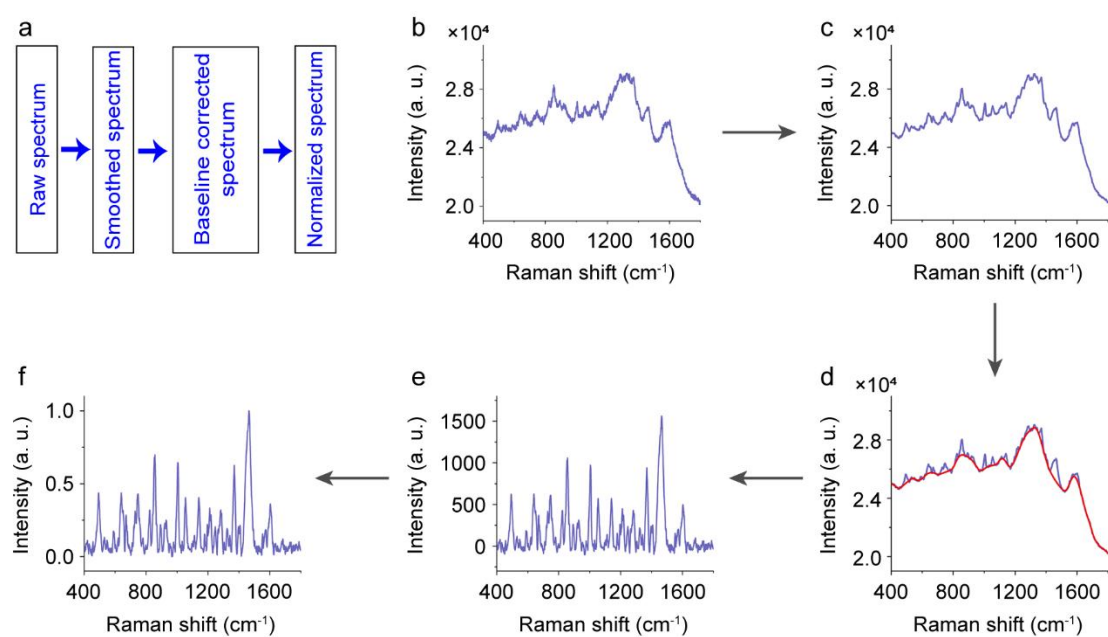 a
Raw spectrum
Smoothed spectrum
Baseline corrected
spectrum
Normalized spectrum
b
×10⁴
Intensity (a. u.)
2.8
2.4
2.0
400 800 1200 1600
Raman shift (cm⁻¹)
c
×10⁴
Intensity (a. u.)
2.8
2.4
2.0
400 800 1200 1600
Raman shift (cm⁻¹)
f
Intensity (a. u.)
1.0
0.5
0.0
400 800 1200 1600
Raman shift (cm⁻¹)
e
Intensity (a. u.)
1500
1000
500
0
400 800 1200 1600
Raman shift (cm⁻¹)
d
×10⁴
Intensity (a. u.)
2.8
2.4
2.0
400 800 1200 1600
Raman shift (cm⁻¹)